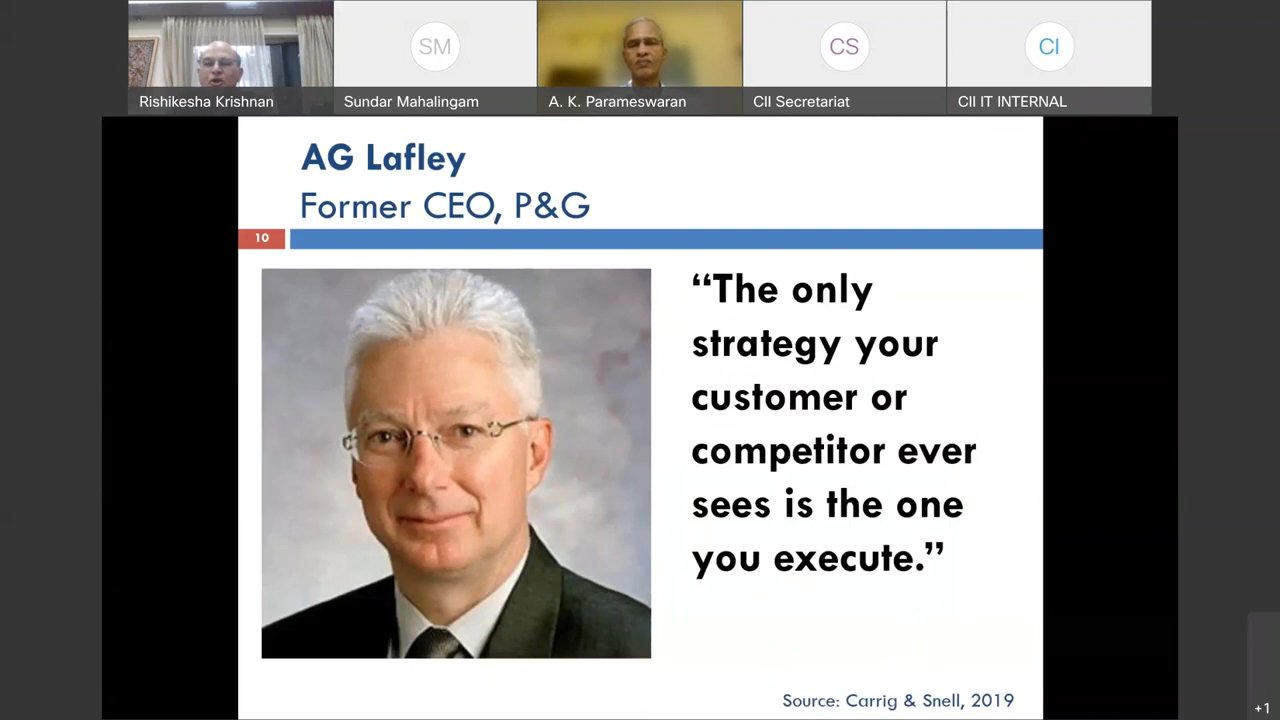 SM
CS
CI
Rishikesha Krishnan
Sundar Mahalingam
A. K. Parameswaran
CII Secretariat
CII IT INTERNAL
AG Lafley
Former CEO, P&G
10
“The only
strategy your
customer or
competitor ever
sees is the one
you execute.”
Source: Carrig & Snell, 2019
+1